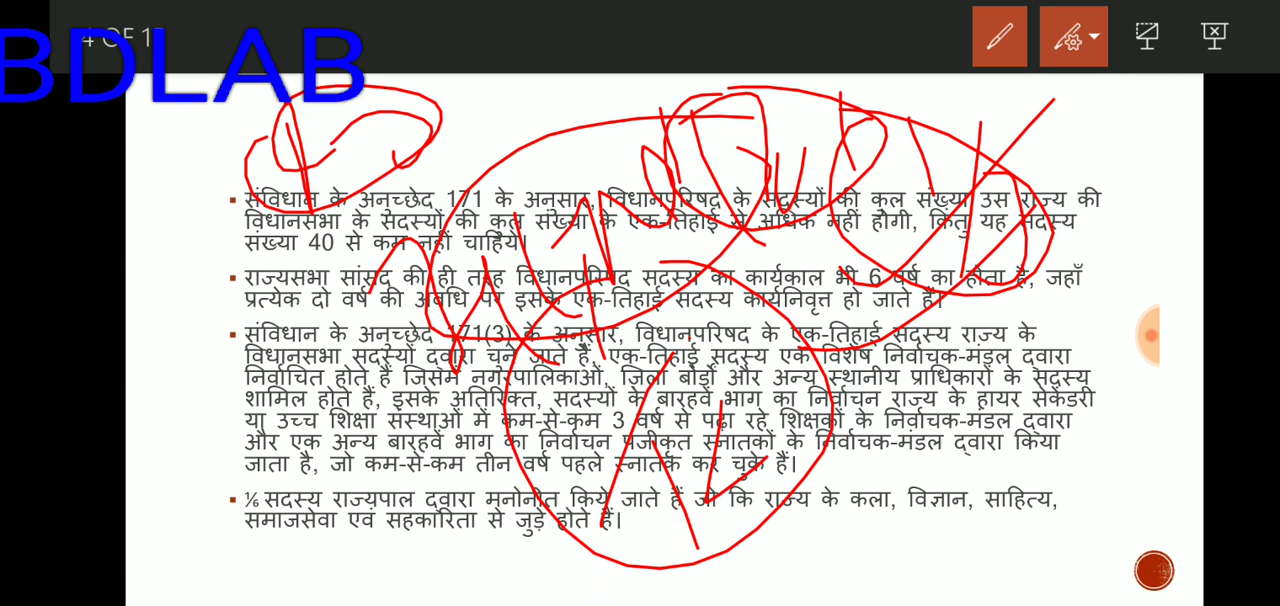 4 OF 1
BDLAB
▪ संविधान के अनुच्छेद 171 के अनुसार, विधानपरिषद के सदस्यों की कुल संख्या उस राज्य की
विधानसभा के सदस्यों की कुल संख्या के एक-तिहाई से अधिक नहीं होगी, किंतु यह सदस्य
संख्या 40 से कम नहीं चाहिये।
▪ राज्यसभा सांसद की ही तरह विधानपरिषद सदस्य का कार्यकाल भी 6 वर्ष का होता है, जहाँ
प्रत्येक दो वर्ष की अवधि पर इसके एक-तिहाई सदस्य कार्यनिवृत्त हो जाते हैं।
▪ संविधान के अनुच्छेद 171(3) के अनुसार, विधानपरिषद के एक-तिहाई सदस्य राज्य के
विधानसभा सदस्यों द्वारा चुने जाते हैं, एक-तिहाई सदस्य एक विशेष निर्वाचक-मंडल द्वारा
निर्वाचित होते हैं जिसमें नगरपालिकाओं, जिला बोर्डों और अन्य स्थानीय प्राधिकारों के सदस्य
शामिल होते हैं, इसके अतिरिक्त, सदस्यों के बारहवें भाग का निर्वाचन राज्य के हायर सेकेंडरी
या उच्च शिक्षा संस्थाओं में कम-से-कम 3 वर्ष से पढ़ा रहे शिक्षकों के निर्वाचक-मंडल द्वारा
और एक अन्य बारहवें भाग का निर्वाचन पंजीकृत स्नातकों के निर्वाचक-मंडल द्वारा किया
जाता है, जो कम-से-कम तीन वर्ष पहले स्नातक कर चुके हैं।
▪ ⅙ सदस्य राज्यपाल द्वारा मनोनीत किये जाते हैं जो कि राज्य के कला, विज्ञान, साहित्य,
समाजसेवा एवं सहकारिता से जुड़े होते हैं।